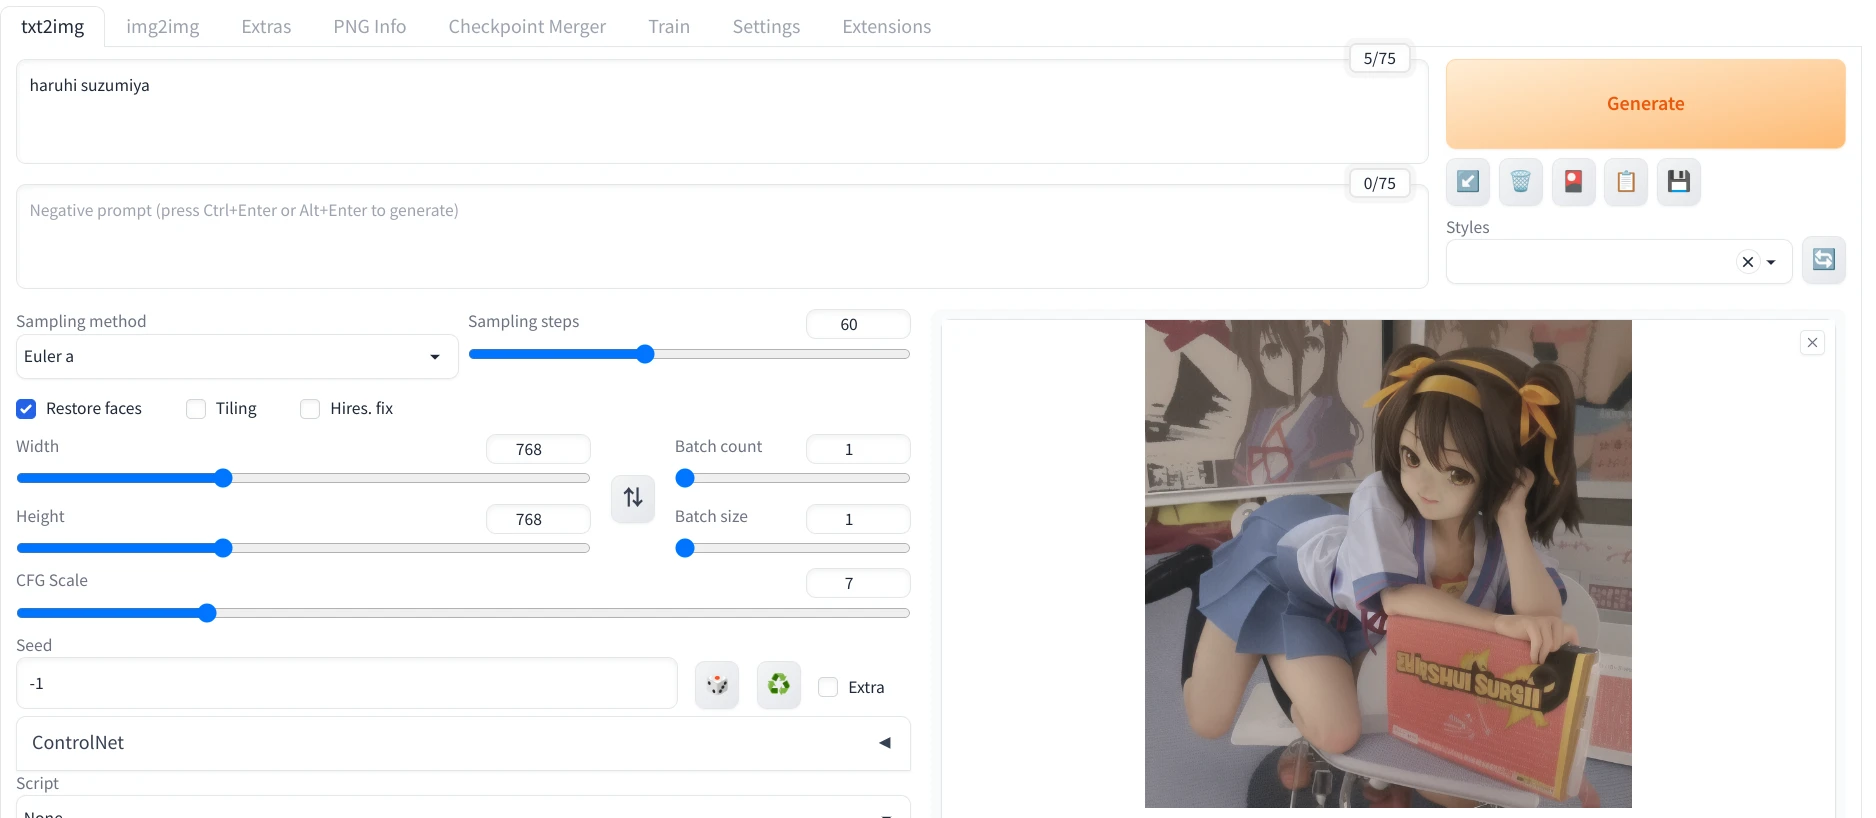 txt2img img2img Extras PNG Info Checkpoint Merger Train Settings Extensions
5/75
haruhi suzumiya
Generate
0/75
Negative prompt (press Ctrl+Enter or Alt+Enter to generate)
Styles
Sampling method
Euler a
Sampling steps 60
Restore faces Tiling Hires. fix
Width 768
Batch count 1
Height 768
Batch size 1
CFG Scale 7
Seed
-1
Extra
ControlNet
Script
None